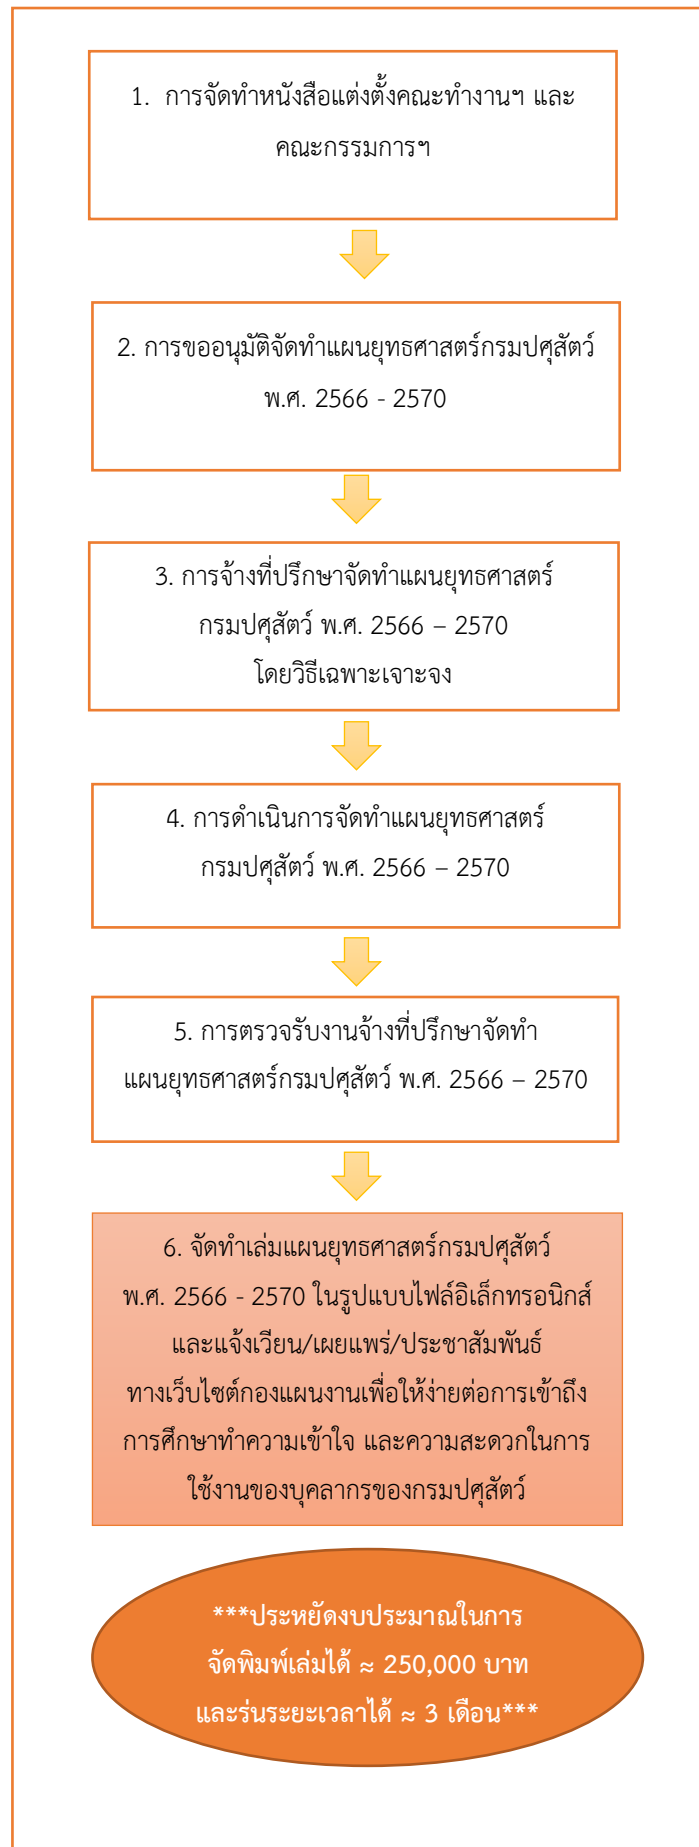 1. การจัดทำหนังสือแต่งตั้งคณะทำงานฯ และ
คณะกรรมการฯ
2. การขออนุมัติจัดทำแผนยุทธศาสตร์กรมปศุสัตว์
พ.ศ. 2566 - 2570
3. การจ้างที่ปรึกษาจัดทำแผนยุทธศาสตร์
กรมปศุสัตว์ พ.ศ. 2566 – 2570
โดยวิธีเฉพาะเจาะจง
4. การดำเนินการจัดทำแผนยุทธศาสตร์
กรมปศุสัตว์ พ.ศ. 2566 – 2570
5. การตรวจรับงานจ้างที่ปรึกษาจัดทำ
แผนยุทธศาสตร์กรมปศุสัตว์ พ.ศ. 2566 – 2570
6. จัดทำเล่มแผนยุทธศาสตร์กรมปศุสัตว์
พ.ศ. 2566 - 2570 ในรูปแบบไฟล์อิเล็กทรอนิกส์
และแจ้งเวียน/เผยแพร่/ประชาสัมพันธ์
ทางเว็บไซต์กองแผนงานเพื่อให้ง่ายต่อการเข้าถึง
การศึกษาทำความเข้าใจ และความสะดวกในการ
ใช้งานของบุคลากรของกรมปศุสัตว์
***ประหยัดงบประมาณในการ
จัดพิมพ์เล่มได้ ≈ 250,000 บาท
และร่นระยะเวลาได้ ≈ 3 เดือน***